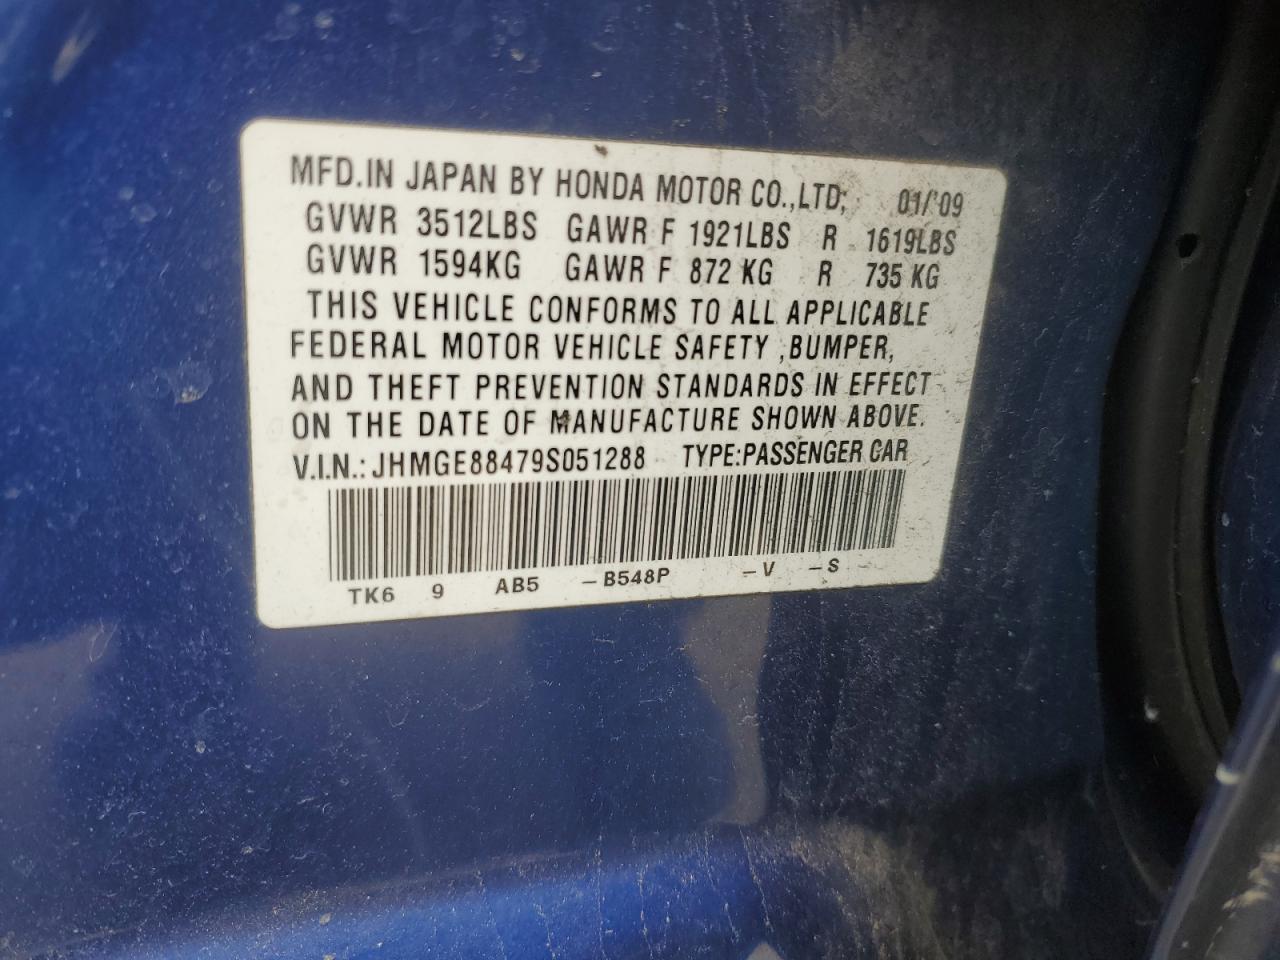 MFD.IN JAPAN BY HONDA MOTOR CO.,LTD; 01/'09
GVWR 3512LBS GAWR F 1921LBS R 1619LBS
GVWR 1594KG GAWR F 872 KG R 735 KG
THIS VEHICLE CONFORMS TO ALL APPLICABLE
FEDERAL MOTOR VEHICLE SAFETY ,BUMPER,
AND THEFT PREVENTION STANDARDS IN EFFECT
ON THE DATE OF MANUFACTURE SHOWN ABOVE.
V.I.N.: JHMGE88479S051288 TYPE:PASSENGER CAR
TK6 9 AB5 –B548P –V –S